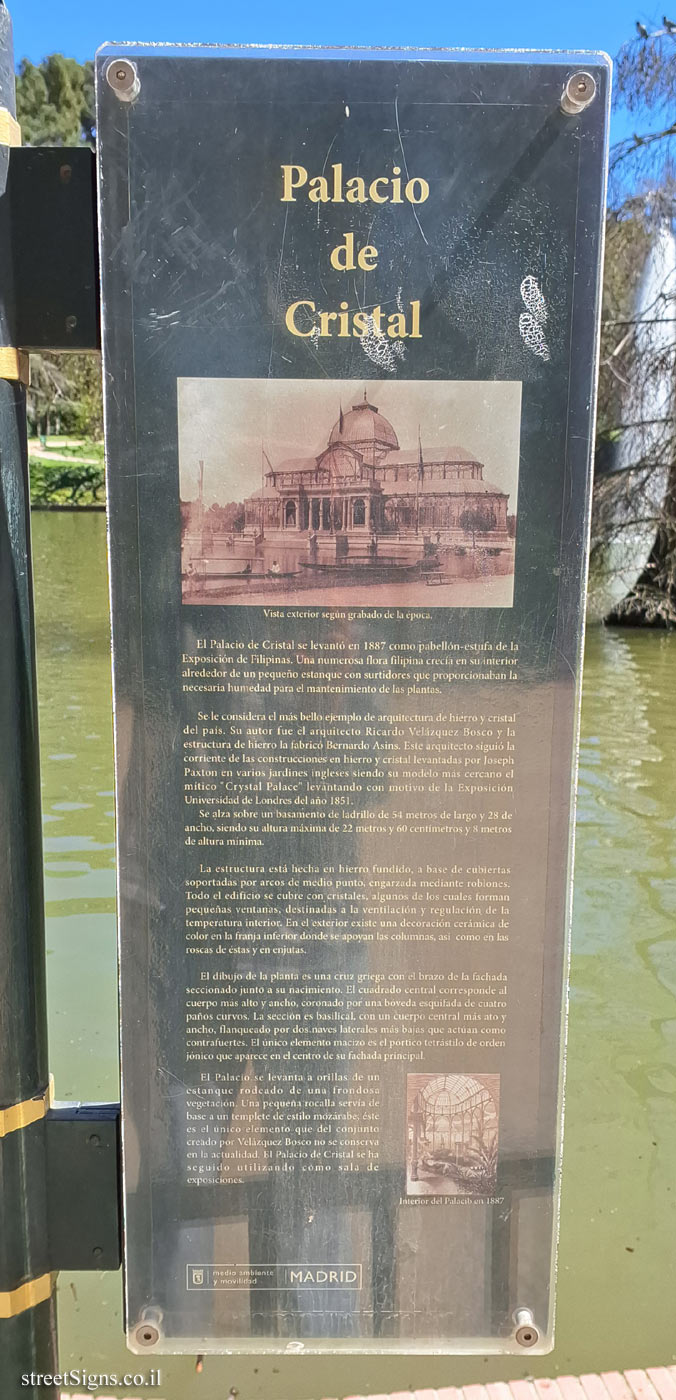 Palacio
de
Cristal
Vista exterior según grabado de la época.
El Palacio de Cristal se levantó en 1887 como pabellón-estufa de la
Exposición de Filipinas. Una numerosa flora filipina crecía en su interior
alrededor de un pequeño estanque con surtidores que proporcionaban la
necesaria humedad para el mantenimiento de las plantas.
Se le considera el más bello ejemplo de arquitectura de hierro y cristal
del país. Su autor fue el arquitecto Ricardo Velázquez Bosco y la
estructura de hierro la fabricó Bernardo Asins. Este arquitecto siguió la
corriente de las construcciones en hierro y cristal levantadas por Joseph
Paxton en varios jardines ingleses siendo su modelo más cercano el
mítico "Crystal Palace" levantando con motivo de la Exposición
Universidad de Londres del año 1851.
Se alza sobre un basamento de ladrillo de 54 metros de largo y 28 de
ancho, siendo su altura máxima de 22 metros y 60 centímetros y 8 metros
de altura mínima.
La estructura está hecha en hierro fundido, a base de cubiertas
soportadas por arcos de medio punto, engarzada mediante roblones.
Todo el edificio se cubre con cristales, algunos de los cuales forman
pequeñas ventanas, destinadas a la ventilación y regulación de la
temperatura interior. En el exterior existe una decoración cerámica de
color en la franja inferior donde se apoyan las columnas, así como en las
roscas de éstas y en enjutas.
El dibujo de la planta es una cruz griega con el brazo de la fachada
seccionado junto a su nacimiento. El cuadrado central corresponde al
cuerpo más alto y ancho, coronado por una boveda esquifada de cuatro
paños curvos. La sección es basilical, con un cuerpo central más ato y
ancho, flanqueado por dos naves laterales más bajas que actúan como
contrafuertes. El único elemento macizo es el pórtico tetrástilo de orden
jónico que aparece en el centro de su fachada principal.
El Palacio se levanta a orillas de un
estanque rodeado de una frondosa
vegetación. Una pequeña rocalla servía de
base a un templete de estilo mozárabe; éste
es el único elemento que del conjunto
creado por Velázquez Bosco no se conserva
en la actualidad. El Palacio de Cristal se ha
seguido utilizando cómo sala de
exposiciones.
Interior del Palacio en 1887
medio ambiente
y movilidad
MADRID
streetSigns.co.il